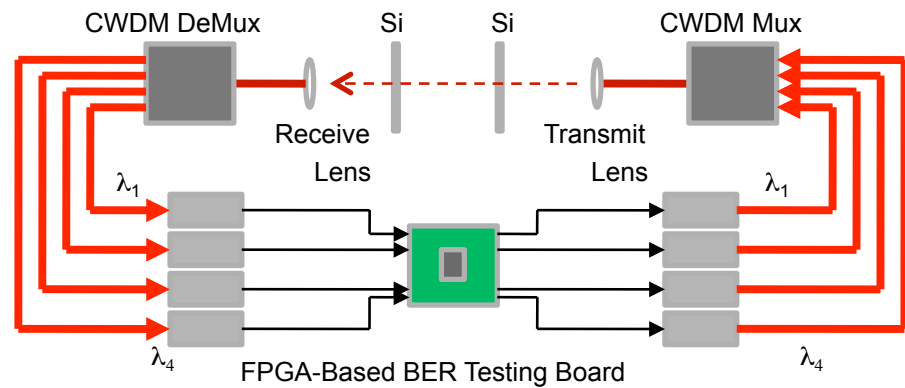 CWDM DeMux
Si
Si
CWDM Mux
Receive
Lens
Transmit
Lens
λ1
λ1
λ4
λ4
FPGA-Based BER Testing Board